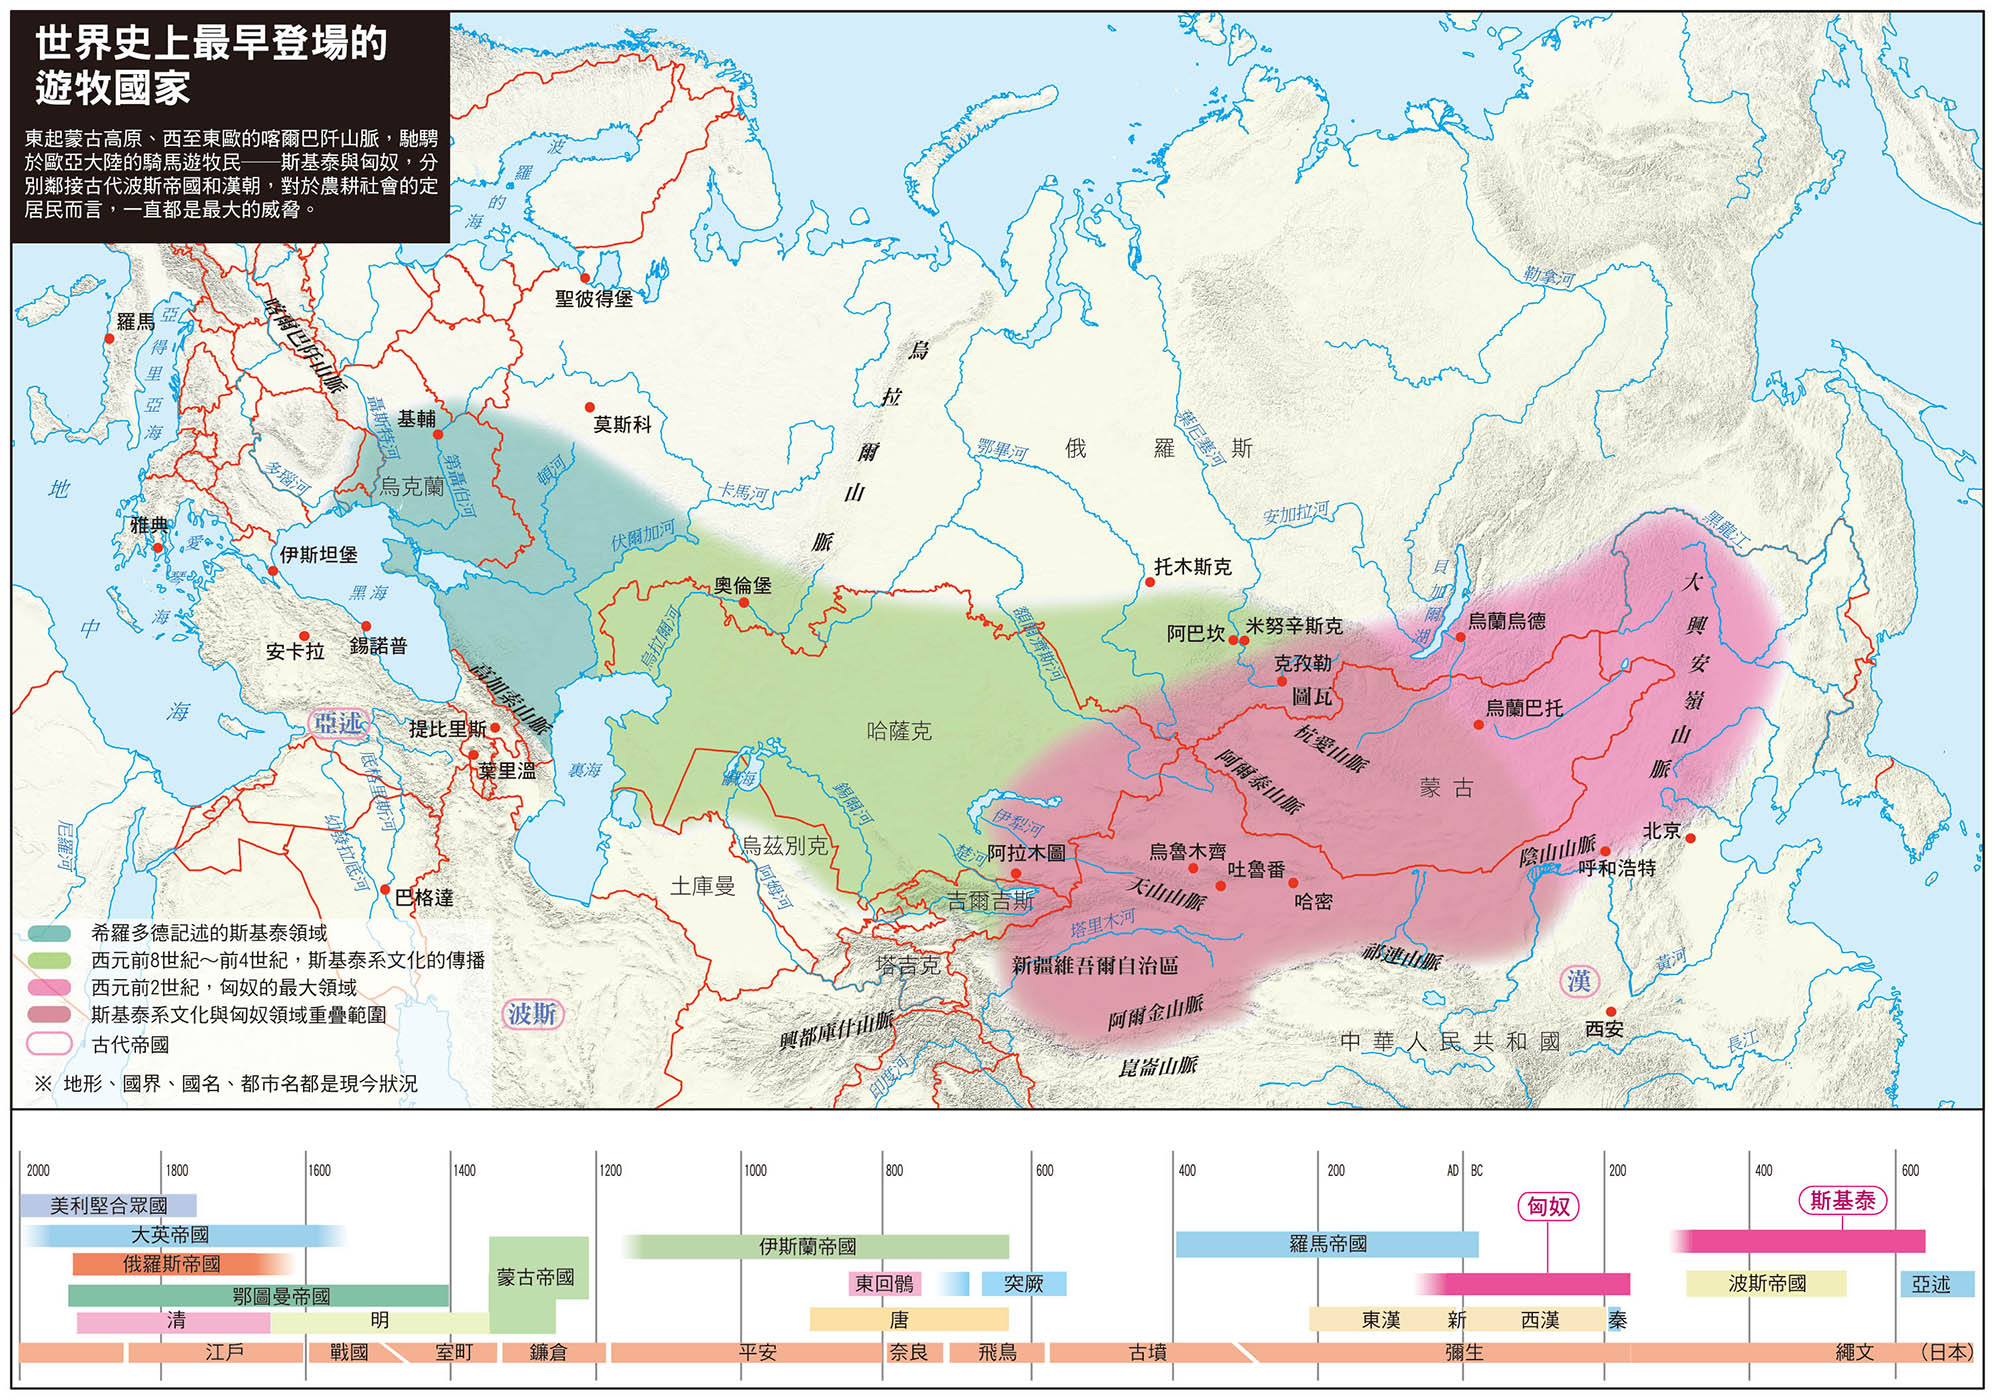 世界史上最早登場的
遊牧國家
東起蒙古高原、西至東歐的喀爾巴阡山脈，馳騁
於歐亞大陸的騎馬遊牧民——斯基泰與匈奴，分
別鄰接古代波斯帝國和漢朝，對於農耕社會的定
居民而言，一直都是最大的威脅。
波羅的海
聖彼得堡
勒拿河
羅馬
亞得里亞海
喀爾巴阡山脈
烏拉爾山脈
基輔
聶斯特河
莫斯科
鄂畢河
俄羅斯
葉尼塞河
地中海
多瑙河
烏克蘭
第聶伯河
頓河
卡馬河
安加拉河
黑龍江
雅典
愛琴海
伊斯坦堡
伏爾加河
黑海
奧倫堡
托木斯克
貝加爾湖
大興安嶺山脈
安卡拉
錫諾普
烏拉爾河
額爾濟斯河
阿巴坎
米努辛斯克
烏蘭烏德
克孜勒
圖瓦
高加索山脈
亞述
提比里斯
哈薩克
烏蘭巴托
杭愛山脈
葉里溫
裏海
鹹海
錫爾河
阿爾泰山脈
蒙古
底格里斯河
幼發拉底河
尼羅河
伊犁河
烏茲別克
楚河
阿拉木圖
烏魯木齊
吐魯番
陰山山脈
北京
呼和浩特
土庫曼
阿姆河
巴格達
吉爾吉斯
天山山脈
哈密
塔里木河
塔吉克
新疆維吾爾自治區
祁連山脈
漢
黃河
波斯
興都庫什山脈
阿爾金山脈
西安
印度河
崑崙山脈
中華人民共和國
長江
希羅多德記述的斯基泰領域
西元前8世紀～前4世紀，斯基泰系文化的傳播
西元前2世紀，匈奴的最大領域
斯基泰系文化與匈奴領域重疊範圍
古代帝國
※ 地形、國界、國名、都市名都是現今狀況
2000 1800 1600 1400 1200 1000 800 600 400 200 AD BC 200 400 600
美利堅合眾國
匈奴 斯基泰
大英帝國
伊斯蘭帝國 羅馬帝國
俄羅斯帝國
蒙古帝國
東回鶻 突厥 波斯帝國 亞述
鄂圖曼帝國
清 明 唐 東漢 新 西漢 秦
江戶 戰國 室町 鎌倉 平安 奈良 飛鳥 古墳 彌生 繩文 （日本）